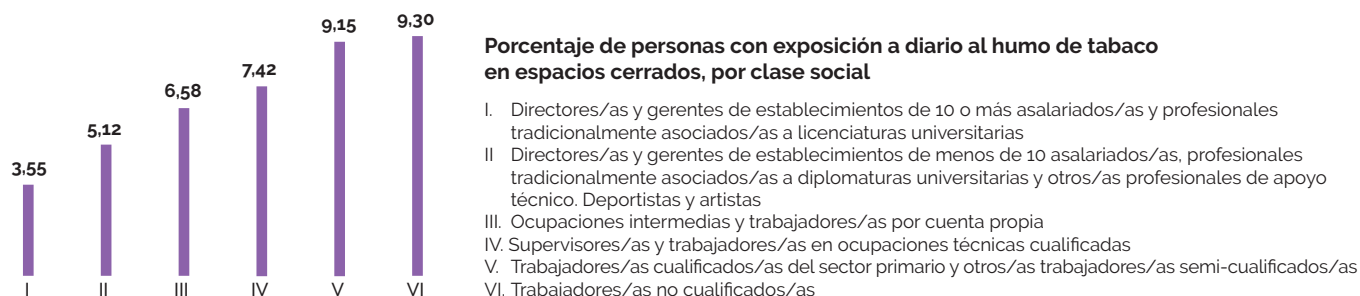 3,55
5,12
6,58
7,42
9,15
9,30
I
II
III
IV
V
VI
Porcentaje de personas con exposición a diario al humo de tabaco
en espacios cerrados, por clase social
I. Directores/as y gerentes de establecimientos de 10 o más asalariados/as y profesionales
tradicionalmente asociados/as a licenciaturas universitarias
II Directores/as y gerentes de establecimientos de menos de 10 asalariados/as, profesionales
tradicionalmente asociados/as a diplomaturas universitarias y otros/as profesionales de apoyo
técnico. Deportistas y artistas
III. Ocupaciones intermedias y trabajadores/as por cuenta propia
IV. Supervisores/as y trabajadores/as en ocupaciones técnicas cualificadas
V. Trabajadores/as cualificados/as del sector primario y otros/as trabajadores/as semi-cualificados/as
VI. Trabajadores/as no cualificados/as